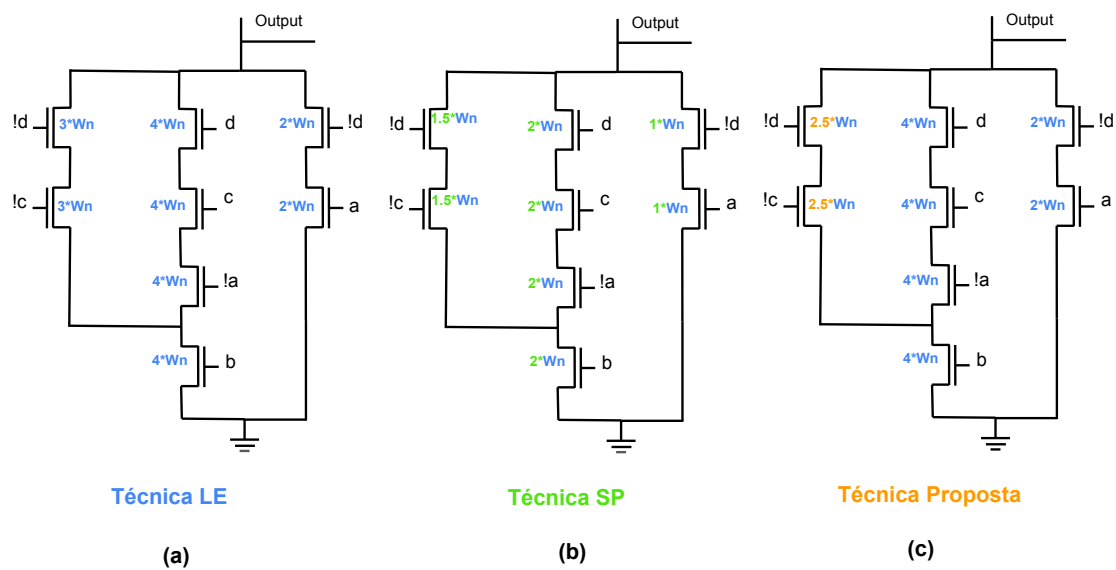 Output
!d 3*Wn 4*Wn d 2*Wn !d
!c 3*Wn 4*Wn c 2*Wn a
4*Wn !a
4*Wn b
Técnica LE
(a)
Output
!d 1.5*Wn 2*Wn d 1*Wn !d
!c 1.5*Wn 2*Wn c 1*Wn a
2*Wn !a
2*Wn b
Técnica SP
(b)
Output
!d 2.5*Wn 4*Wn d 2*Wn !d
!c 2.5*Wn 4*Wn c 2*Wn a
4*Wn !a
4*Wn b
Técnica Proposta
(c)